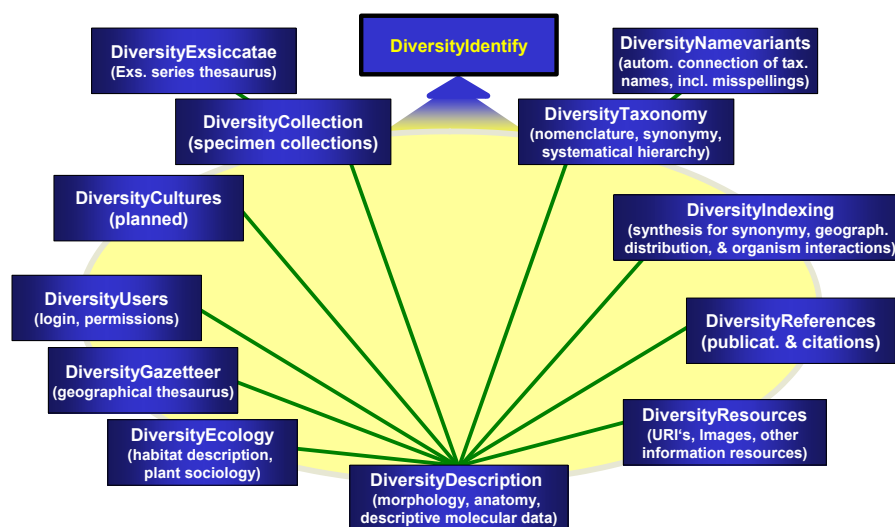 DiversityIdentify
DiversityExsiccatae
(Exs. series thesaurus)
DiversityNamevariants
(autom. connection of tax.
names, incl. misspellings)
DiversityCollection
(specimen collections)
DiversityTaxonomy
(nomenclature, synonymy,
systematical hierarchy)
DiversityCultures
(planned)
DiversityIndexing
(synthesis for synonymy, geograph.
distribution, & organism interactions)
DiversityUsers
(login, permissions)
DiversityReferences
(publicat. & citations)
DiversityGazetteer
(geographical thesaurus)
DiversityEcology
(habitat description,
plant sociology)
DiversityResources
(URI‘s, Images, other
information resources)
DiversityDescription
(morphology, anatomy,
descriptive molecular data)